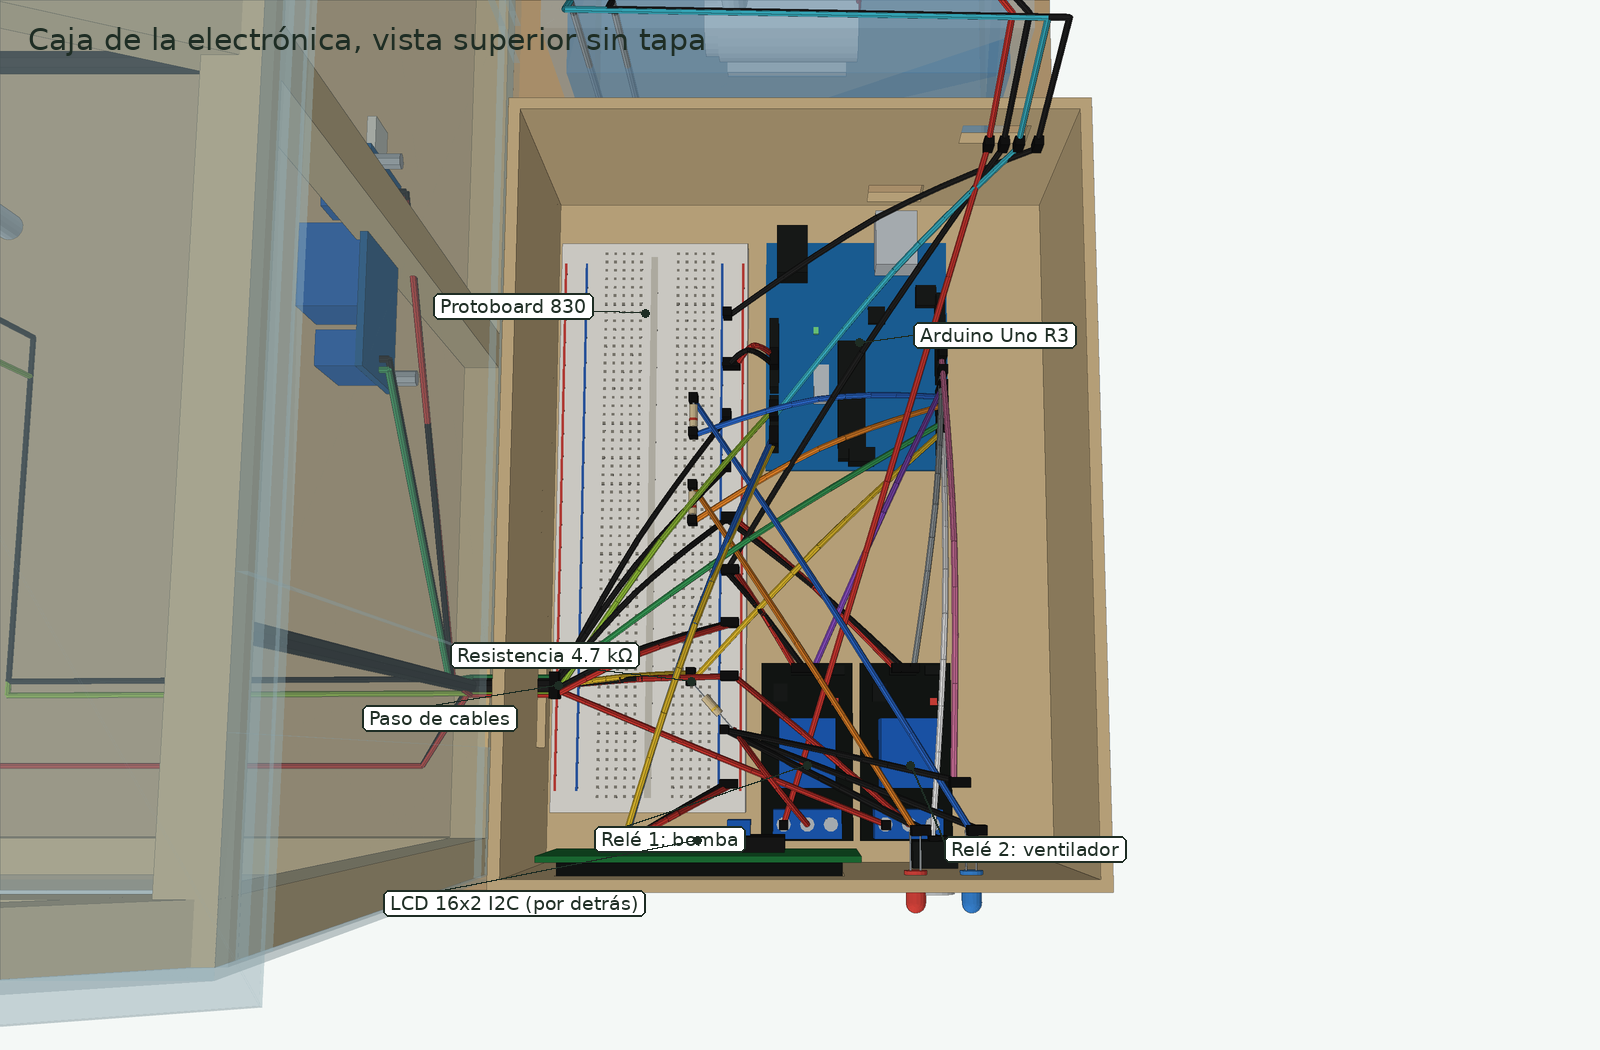 Caja de la electrónica, vista superior sin tapa
Protoboard 830
Arduino Uno R3
Resistencia 4.7 kΩ
Paso de cables
Relé 1: bomba
Relé 2: ventilador
LCD 16x2 I2C (por detrás)